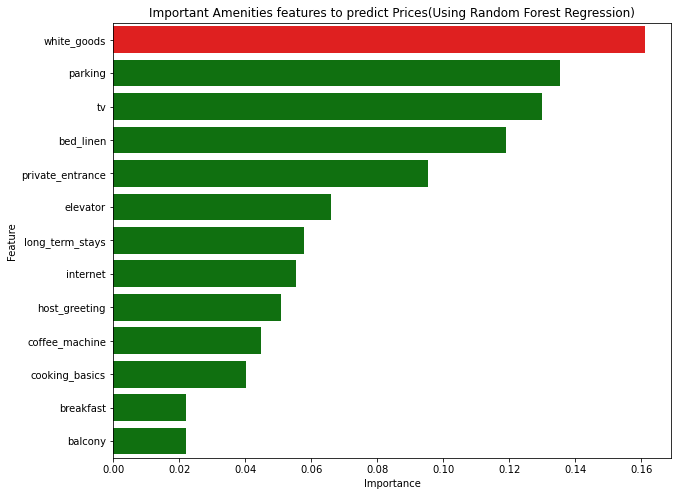 Important Amenities features to predict Prices(Using Random Forest Regression)
white_goods
parking
tv
bed_linen
private_entrance
elevator
long_term_stays
internet
host_greeting
coffee_machine
cooking_basics
breakfast
balcony
Feature
0.00 0.02 0.04 0.06 0.08 0.10 0.12 0.14 0.16
Importance